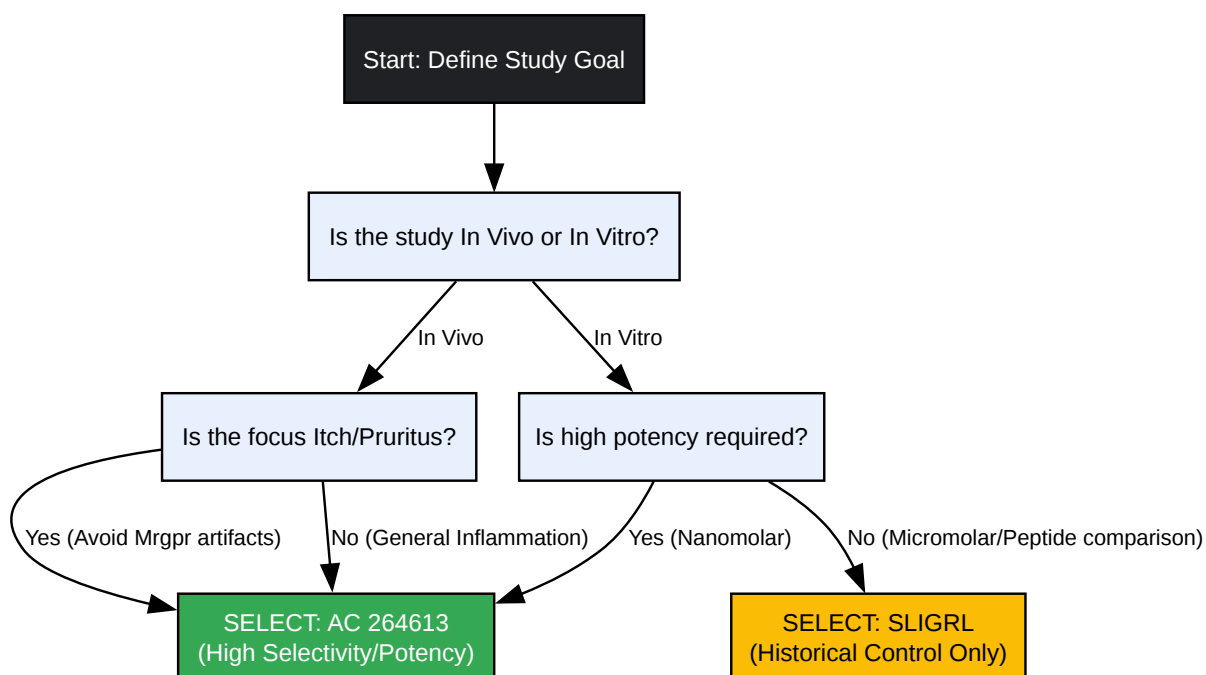 Start: Define Study Goal
Is the study In Vivo or In Vitro?
In Vivo
In Vitro
Is the focus Itch/Pruritus?
Is high potency required?
Yes (Avoid Mrgpr artifacts)
No (General Inflammation)
Yes (Nanomolar)
No (Micromolar/Peptide comparison)
SELECT: AC 264613
(High Selectivity/Potency)
SELECT: SLIGRL
(Historical Control Only)